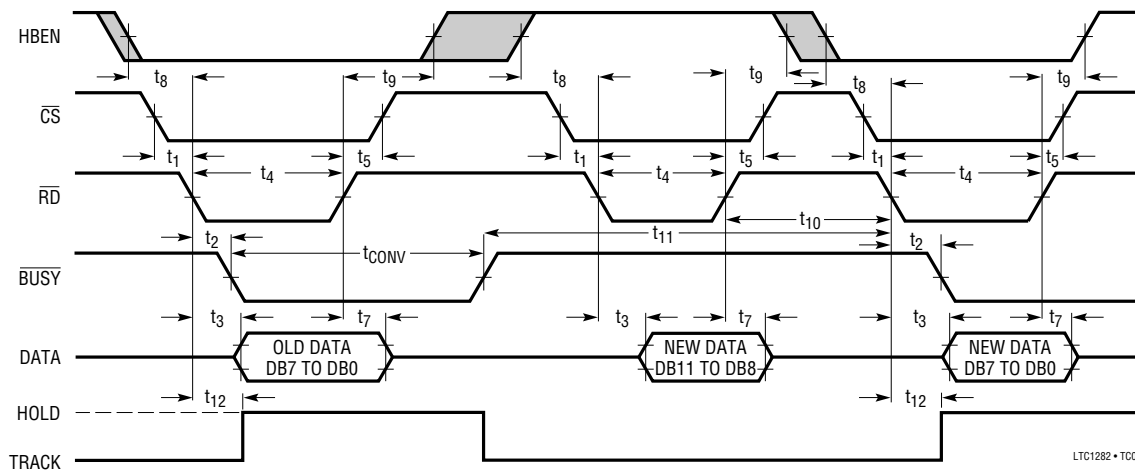 HBEN
t8 t9 t8 t9 t8 t9
CS
t1 t5 t1 t5 t1 t5
t4 t4 t4
RD
t2 tCONV t11 t10 t2
BUSY
t3 t7 t3 t7 t3 t7
DATA
OLD DATA
DB7 TO DB0
NEW DATA
DB11 TO DB8
NEW DATA
DB7 TO DB0
t12 t12
HOLD
TRACK
LTC1282 •